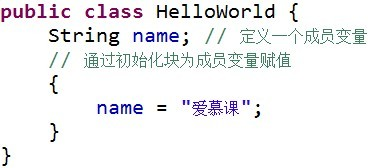 public class HelloWorld {
    String name; // 定义一个成员变量
    // 通过初始化块为成员变量赋值
    {
        name = "爱慕课";
    }
}